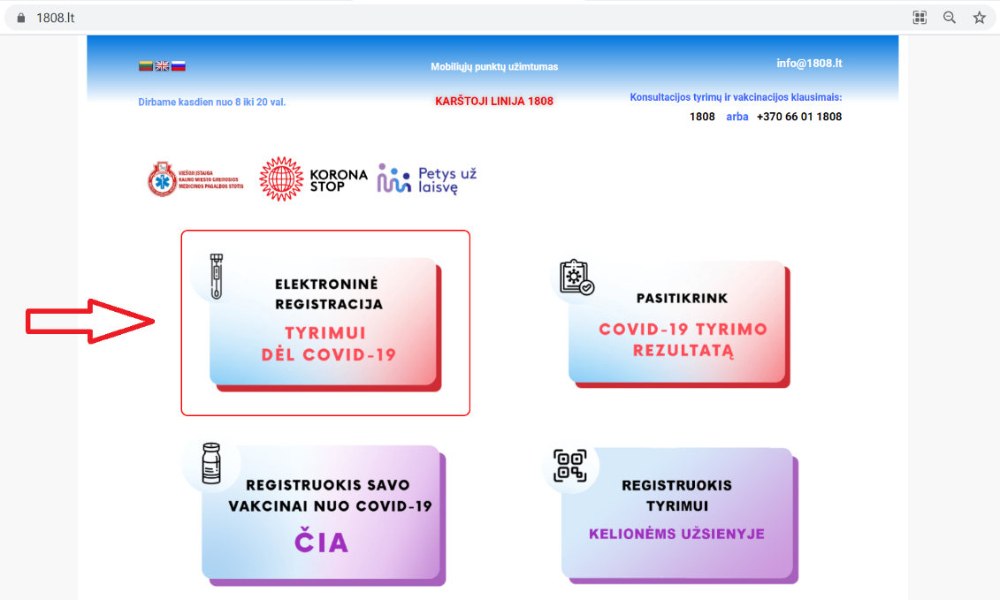 1808.lt
Mobiliųjų punktų užimtumas
info@1808.lt
Dirbame kasdien nuo 8 iki 20 val.
KARŠTOJI LINIJA 1808
Konsultacijos tyrimų ir vakcinacijos klausimais:
1808 arba +370 66 01 1808
VIEŠOJI ĮSTAIGA
KAUNO MIESTO GREITOSIOS
MEDICINOS PAGALBOS STOTIS
KORONA
STOP
Petys už
laisvę
ELEKTRONINĖ
REGISTRACIJA
TYRIMUI
DĖL COVID-19
PASITIKRINK
COVID-19 TYRIMO
REZULTATĄ
REGISTRUOKIS SAVO
VAKCINAI NUO COVID-19
ČIA
REGISTRUOKIS
TYRIMUI
KELIONĖMS UŽSIENYJE